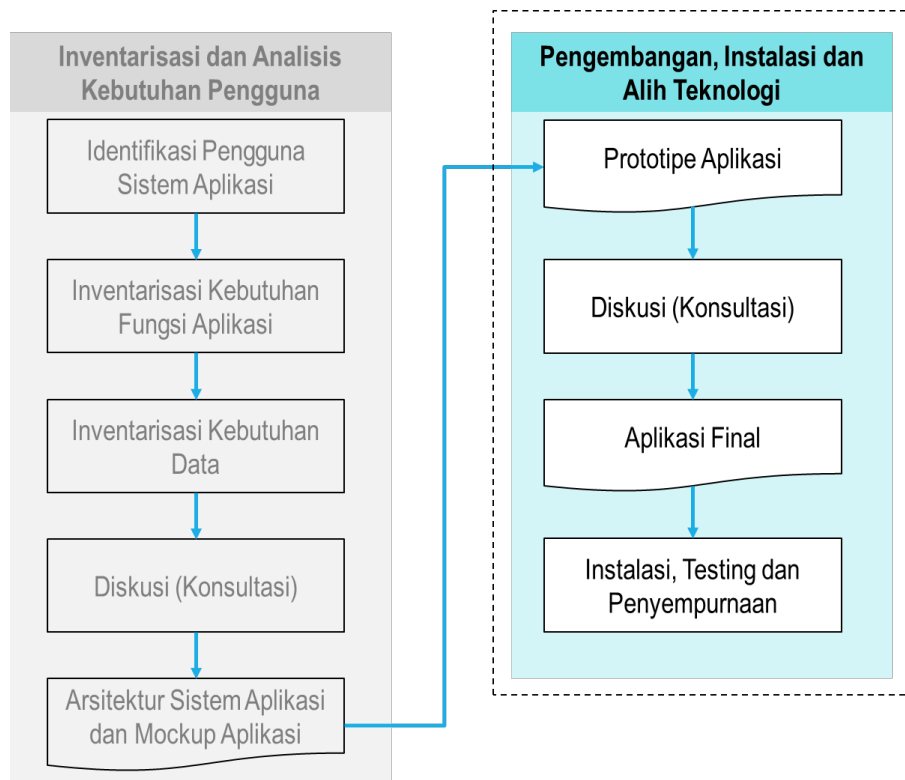 Inventarisasi dan Analisis
Kebutuhan Pengguna
Identifikasi Pengguna
Sistem Aplikasi
Inventarisasi Kebutuhan
Fungsi Aplikasi
Inventarisasi Kebutuhan
Data
Diskusi (Konsultasi)
Arsitektur Sistem Aplikasi
dan Mockup Aplikasi
Pengembangan, Instalasi dan
Alih Teknologi
Prototipe Aplikasi
Diskusi (Konsultasi)
Aplikasi Final
Instalasi, Testing dan
Penyempurnaan